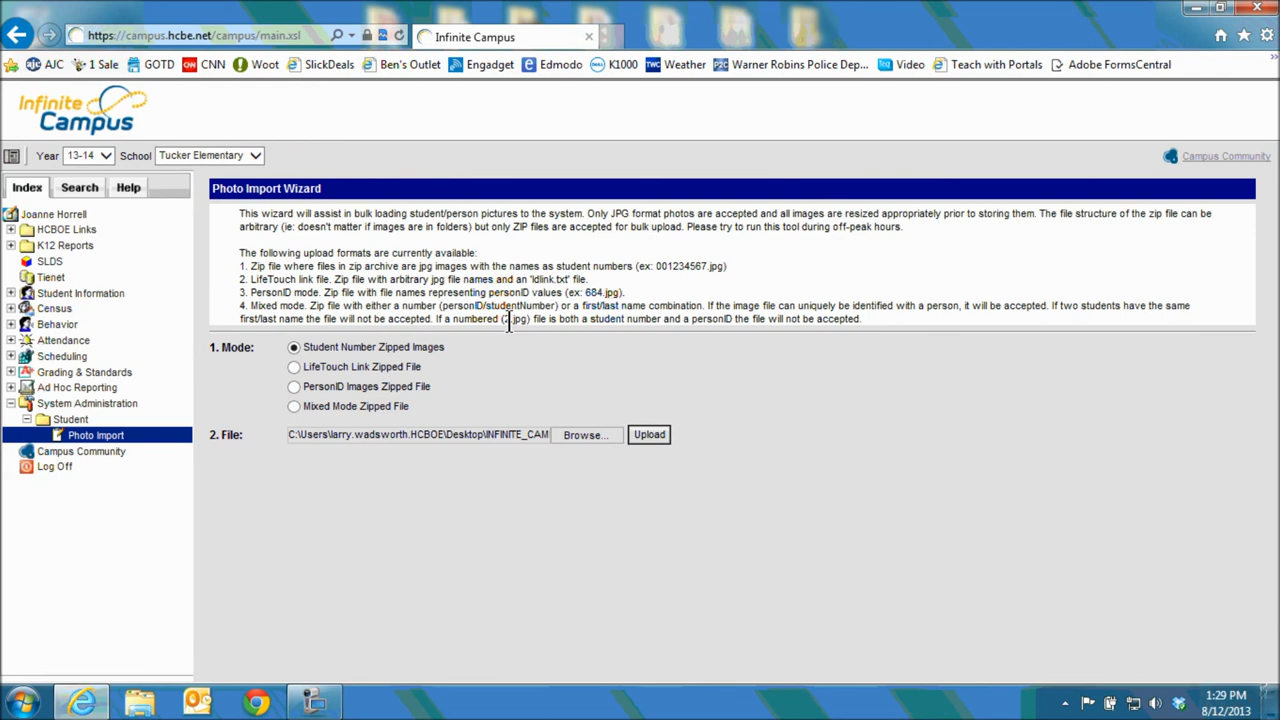 https://campus.hcbe.net/campus/main.xsl
Infinite Campus
AJC
1 Sale
GOTD
CNN
Woot
SlickDeals
Ben's Outlet
Engadget
Edmodo
K1000
Weather
Warner Robins Police Dep...
Video
Teach with Portals
Adobe FormsCentral
Infinite
Campus
Year 13-14 School Tucker Elementary
Campus Community
Index Search Help
Joanne Horrell
HCBOE Links
K12 Reports
SLDS
Tienet
Student Information
Census
Behavior
Attendance
Scheduling
Grading & Standards
Ad Hoc Reporting
System Administration
Student
Photo Import
Campus Community
Log Off
Photo Import Wizard
This wizard will assist in bulk loading student/person pictures to the system. Only JPG format photos are accepted and all images are resized appropriately prior to storing them. The file structure of the zip file can be
arbitrary (ie: doesn't matter if images are in folders) but only ZIP files are accepted for bulk upload. Please try to run this tool during off-peak hours.
The following upload formats are currently available:
1. Zip file where files in zip archive are jpg images with the names as student numbers (ex: 001234567.jpg)
2. LifeTouch link file. Zip file with arbitrary jpg file names and an 'ldlink.txt' file.
3. PersonID mode. Zip file with file names representing personID values (ex: 684.jpg).
4. Mixed mode. Zip file with either a number (personID/studentNumber) or a first/last name combination. If the image file can uniquely be identified with a person, it will be accepted. If two students have the same
first/last name the file will not be accepted. If a numbered (2.jpg) file is both a student number and a personID the file will not be accepted.
1. Mode:
Student Number Zipped Images
LifeTouch Link Zipped File
PersonID Images Zipped File
Mixed Mode Zipped File
2. File: C:\Users\larry.wadsworth.HCBOE\Desktop\INFINITE_CAM Browse... Upload
1:29 PM
8/12/2013